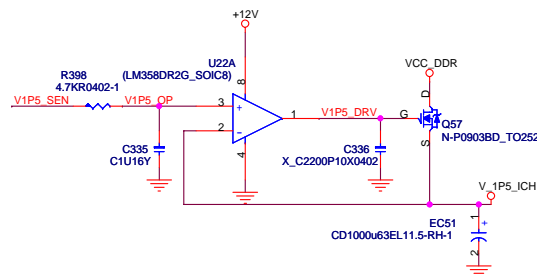 +12V
U22A
(LM358DR2G_SOIC8)
VCC_DDR
R398
4.7KR0402-1
V1P5_SEN
V1P5_OP
3
+
8
1
V1P5_DRV
G
D
Q57
N-P0903BD_TO252
2
-
4
S
C335
C1U16Y
C336
X_C2200P10X0402
V_1P5_ICH
EC51
CD1000u63EL11.5-RH-1
1
+
2